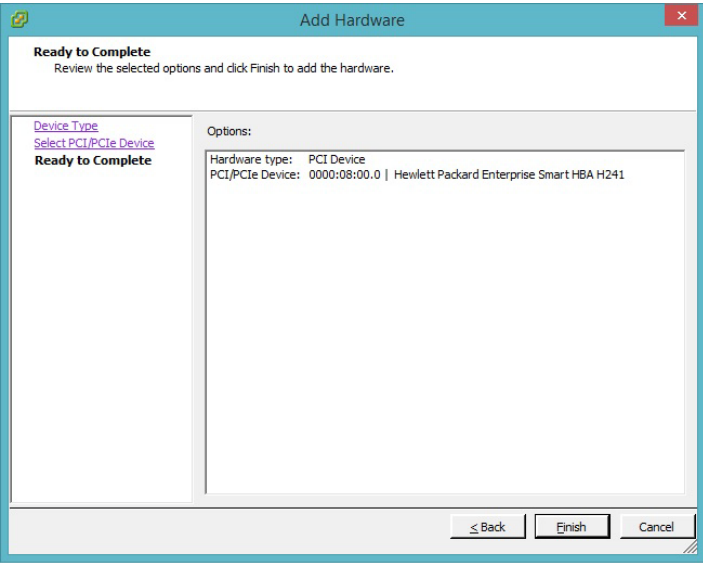 Add Hardware
Ready to Complete
Review the selected options and click Finish to add the hardware.
Device Type
Select PCI/PCIe Device
Ready to Complete
Options:
Hardware type: PCI Device
PCI/PCIe Device: 0000:08:00.0 | Hewlett Packard Enterprise Smart HBA H241
< Back Finish Cancel